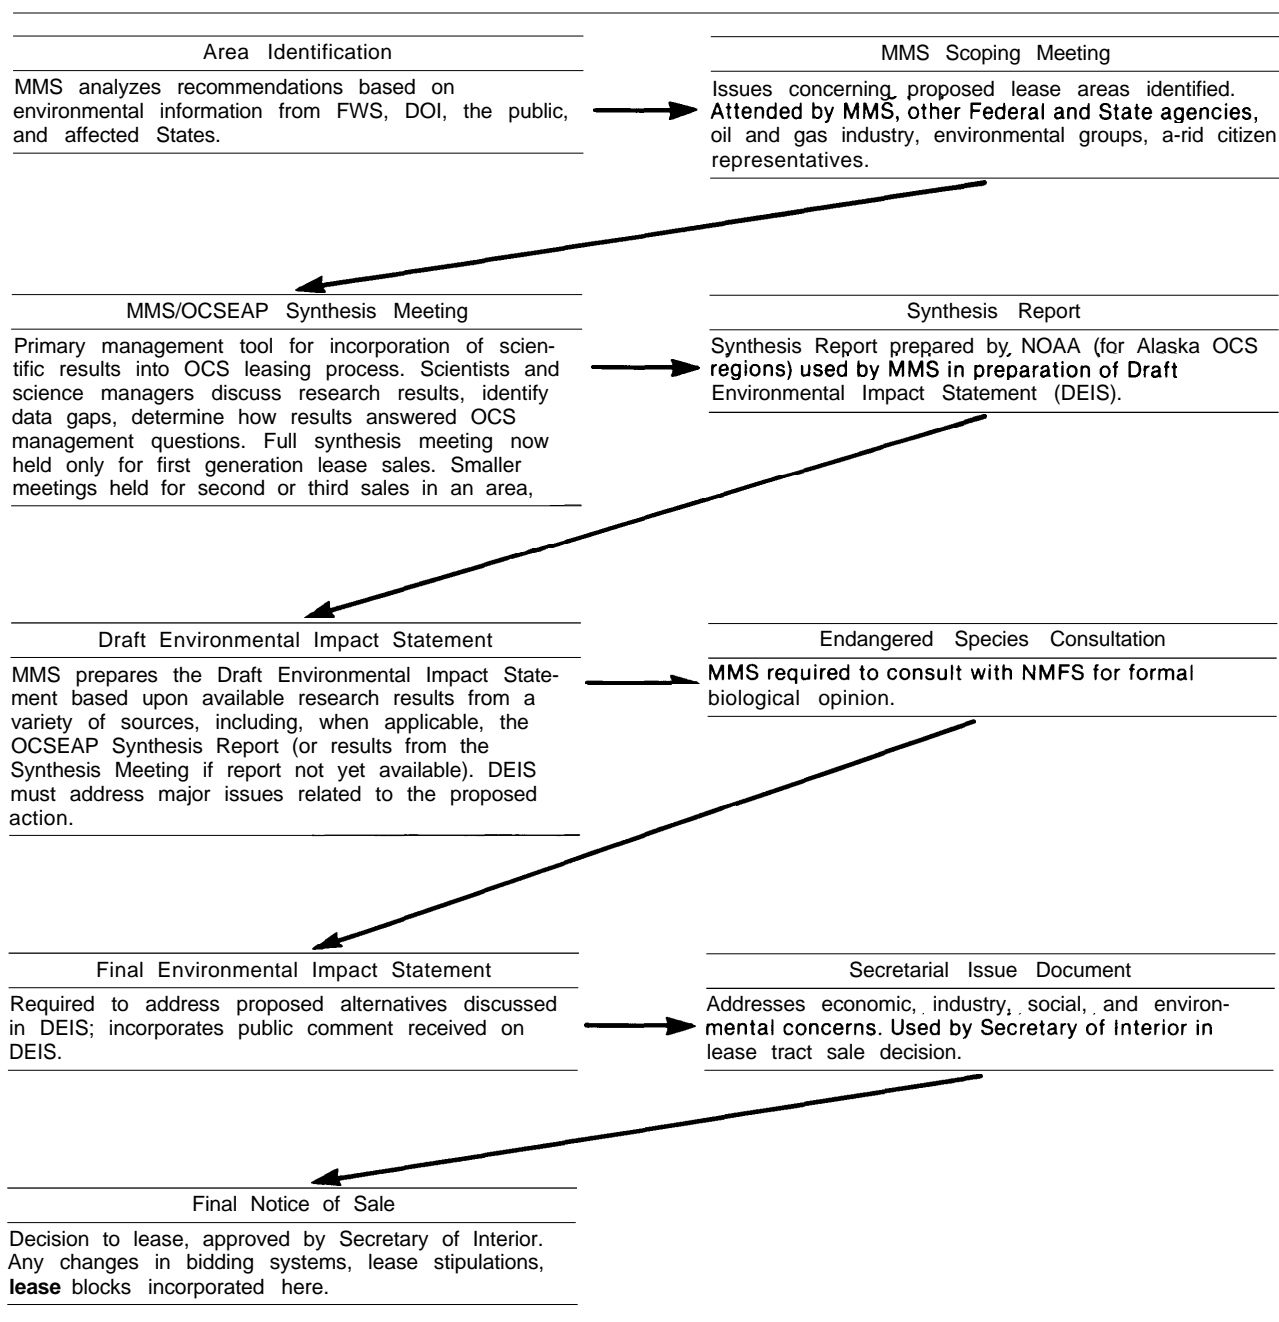 Area Identification
MMS analyzes recommendations based on
environmental information from FWS, DOI, the public,
and affected States.
MMS Scoping Meeting
Issues concerning proposed lease areas identified.
Attended by MMS, other Federal and State agencies,
oil and gas industry, environmental groups, a-rid citizen
representatives.
MMS/OCSEAP Synthesis Meeting
Primary management tool for incorporation of scien-
tific results into OCS leasing process. Scientists and
science managers discuss research results, identify
data gaps, determine how results answered OCS
management questions. Full synthesis meeting now
held only for first generation lease sales. Smaller
meetings held for second or third sales in an area,
Synthesis Report
Synthesis Report prepared by NOAA (for Alaska OCS
regions) used by MMS in preparation of Draft
Environmental Impact Statement (DEIS).
Draft Environmental Impact Statement
MMS prepares the Draft Environmental Impact State-
ment based upon available research results from a
variety of sources, including, when applicable, the
OCSEAP Synthesis Report (or results from the
Synthesis Meeting if report not yet available). DEIS
must address major issues related to the proposed
action.
Endangered Species Consultation
MMS required to consult with NMFS for formal
biological opinion.
Final Environmental Impact Statement
Required to address proposed alternatives discussed
in DEIS; incorporates public comment received on
DEIS.
Secretarial Issue Document
Addresses economic, industry, social, and environ-
mental concerns. Used by Secretary of Interior in
lease tract sale decision.
Final Notice of Sale
Decision to lease, approved by Secretary of Interior.
Any changes in bidding systems, lease stipulations,
lease blocks incorporated here.